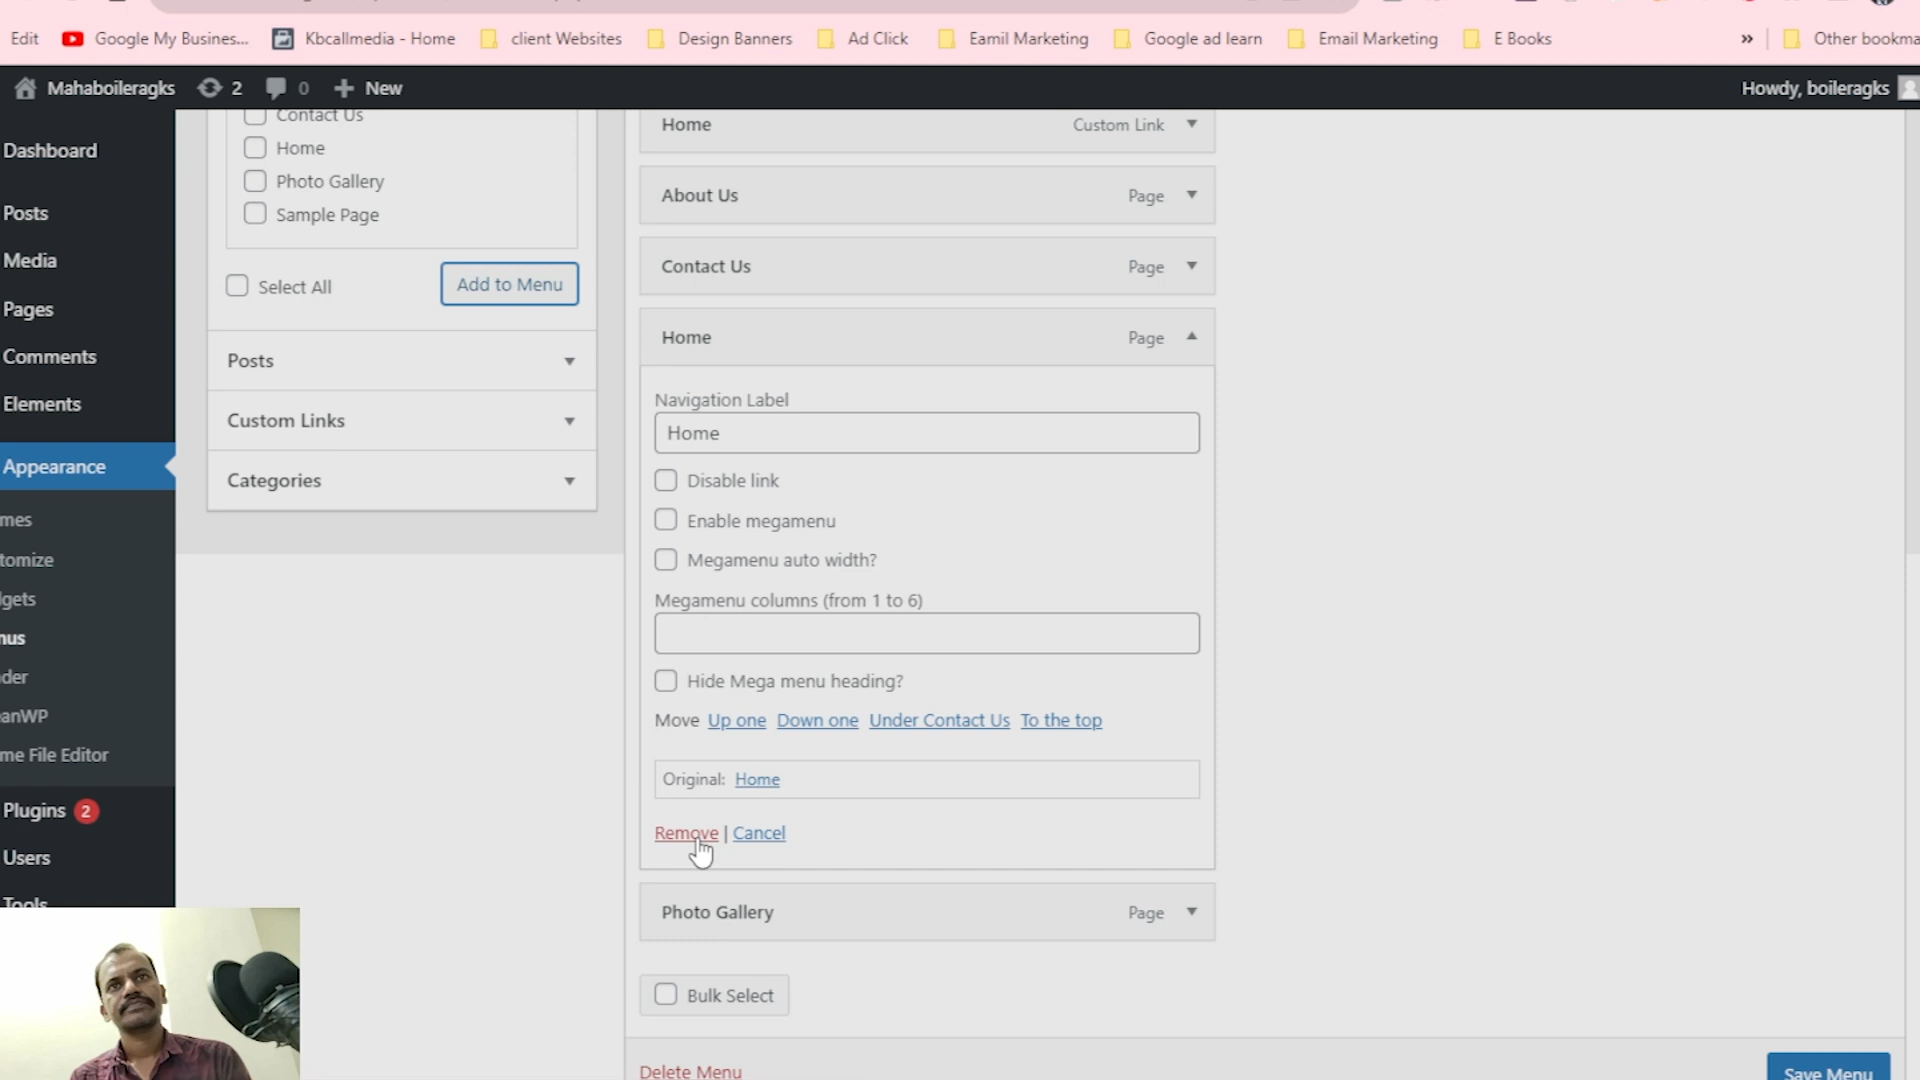 Edit
Google My Busines...
Kbcallmedia - Home
client Websites
Design Banners
Ad Click
Eamil Marketing
Google ad learn
Email Marketing
E Books
»
Other bookma
Mahaboileragks
2
0
New
Howdy, boileragks
Dashboard
Posts
Media
Pages
Comments
Elements
Appearance
mes
tomize
lgets
nus
der
eanWP
me File Editor
Plugins 2
Users
Tools
Contact Us
Home
Photo Gallery
Sample Page
Select All
Add to Menu
Posts
Custom Links
Categories
Home Custom Link
About Us Page
Contact Us Page
Home Page
Navigation Label
Home
Disable link
Enable megamenu
Megamenu auto width?
Megamenu columns (from 1 to 6)
Hide Mega menu heading?
Move Up one Down one Under Contact Us To the top
Original: Home
Remove | Cancel
Photo Gallery Page
Bulk Select
Delete Menu
Save Menu